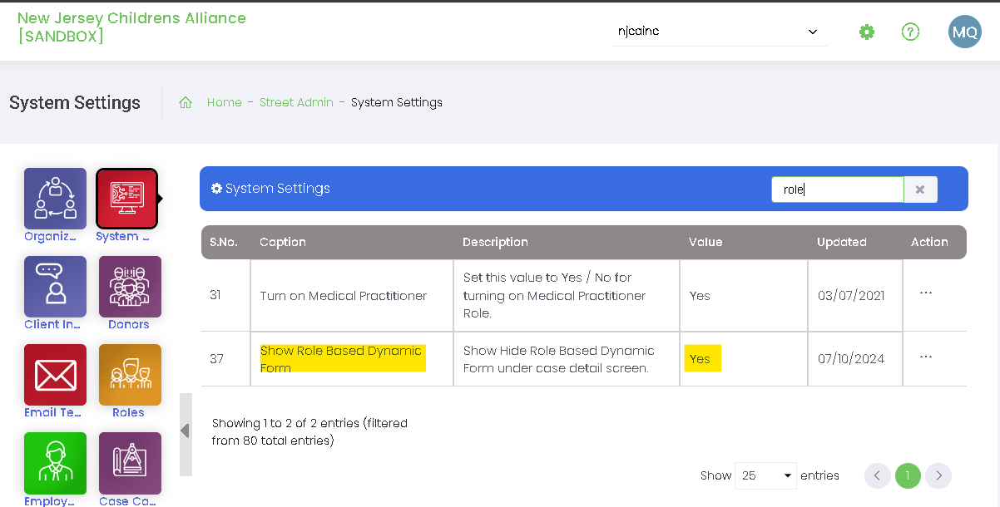 New Jersey Childrens Alliance
[SANDBOX]
njcainc
?
MQ
System Settings
Home - Street Admin - System Settings
Organiz...
System ...
Client In...
Donors
Email Te...
Roles
Employ...
Case Ca...
System Settings
role
S.No. Caption Description Value Updated Action
31
Turn on Medical Practitioner
Set this value to Yes / No for
turning on Medical Practitioner
Role.
Yes
03/07/2021
...
37
Show Role Based Dynamic
Form
Show Hide Role Based Dynamic
Form under case detail screen.
Yes
07/10/2024
...
Showing 1 to 2 of 2 entries (filtered
from 80 total entries)
Show 25 entries
1